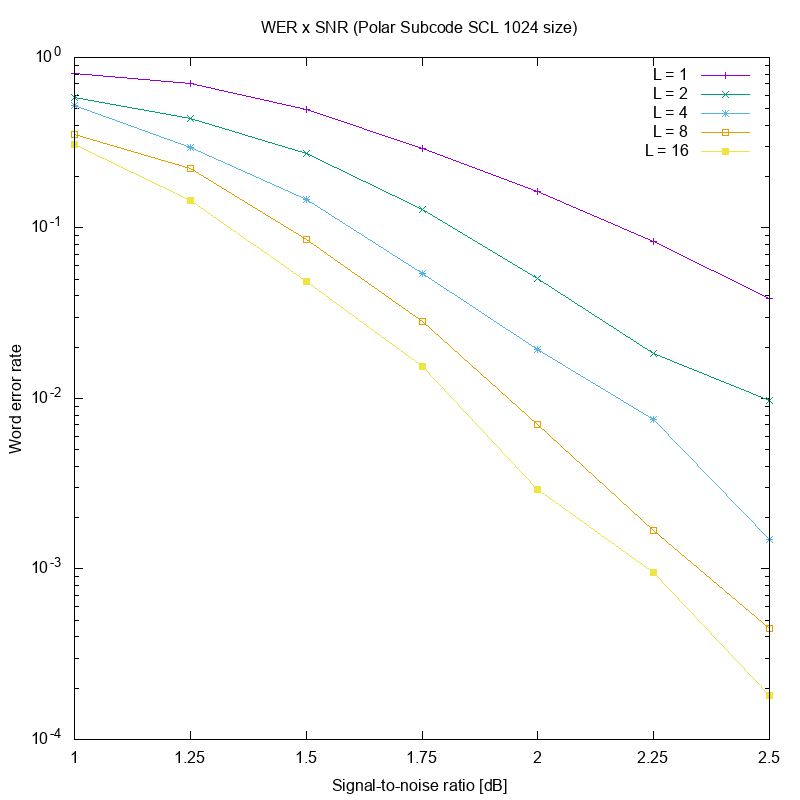 WER x SNR (Polar Subcode SCL 1024 size)
L = 1
L = 2
L = 4
L = 8
L = 16
10^0
10^-1
10^-2
10^-3
10^-4
Word error rate
1 1.25 1.5 1.75 2 2.25 2.5
Signal-to-noise ratio [dB]